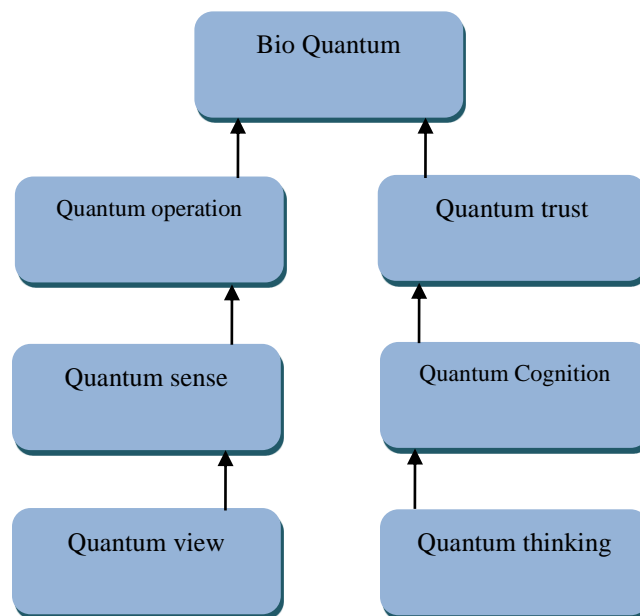 Bio Quantum
Quantum operation
Quantum trust
Quantum sense
Quantum Cognition
Quantum view
Quantum thinking